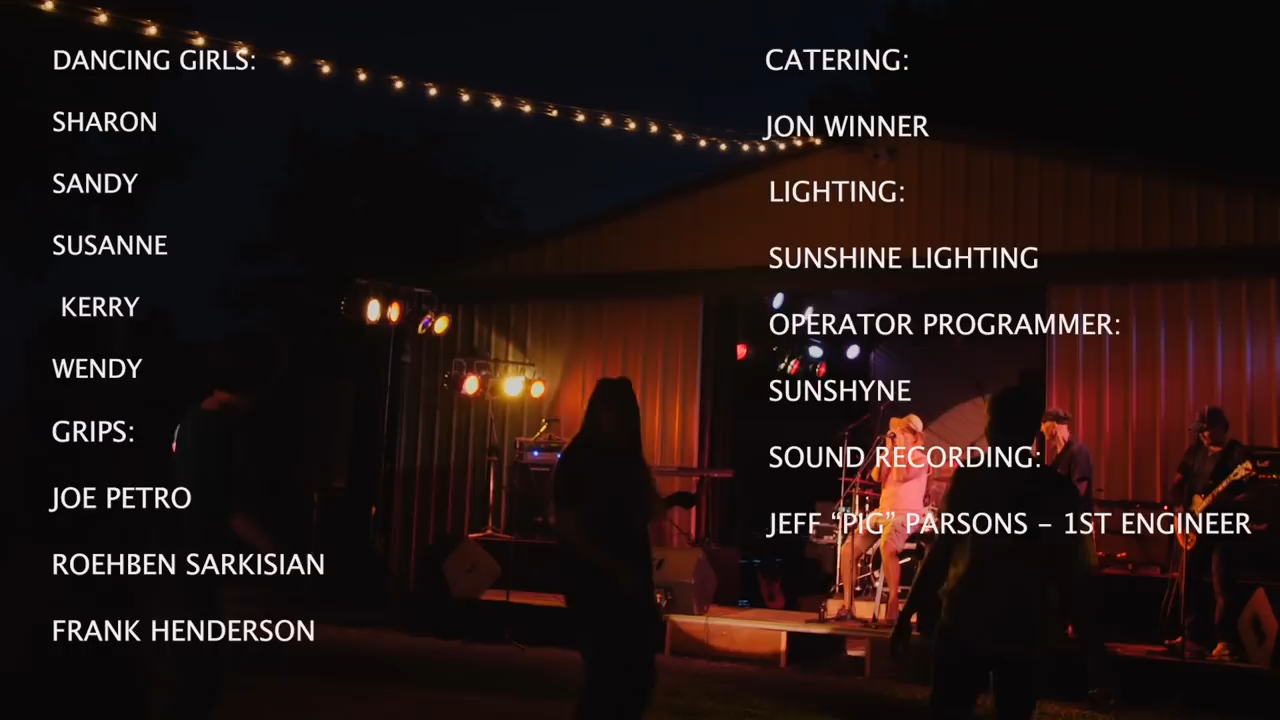 DANCING GIRLS:
SHARON
SANDY
SUSANNE
KERRY
WENDY
GRIPS:
JOE PETRO
ROEHBEN SARKISIAN
FRANK HENDERSON
CATERING:
JON WINNER
LIGHTING:
SUNSHINE LIGHTING
OPERATOR PROGRAMMER:
SUNSHYNE
SOUND RECORDING:
JEFF “PIG” PARSONS – 1ST ENGINEER